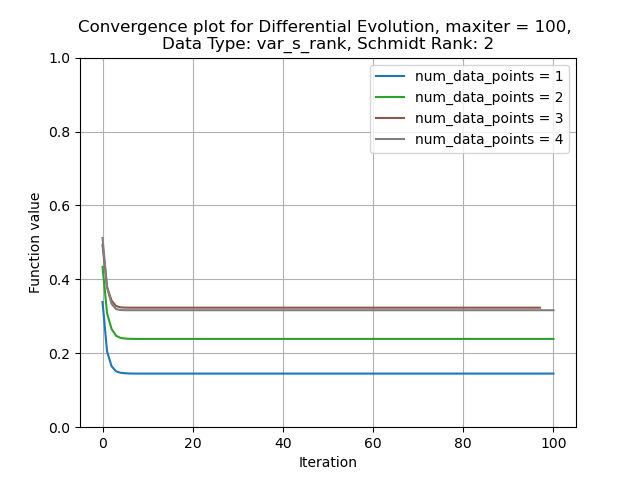 Convergence plot for Differential Evolution, maxiter = 100,
Data Type: var_s_rank, Schmidt Rank: 2
num_data_points = 1
num_data_points = 2
num_data_points = 3
num_data_points = 4
Function value
1.0
0.8
0.6
0.4
0.2
0.0
0 20 40 60 80 100
Iteration